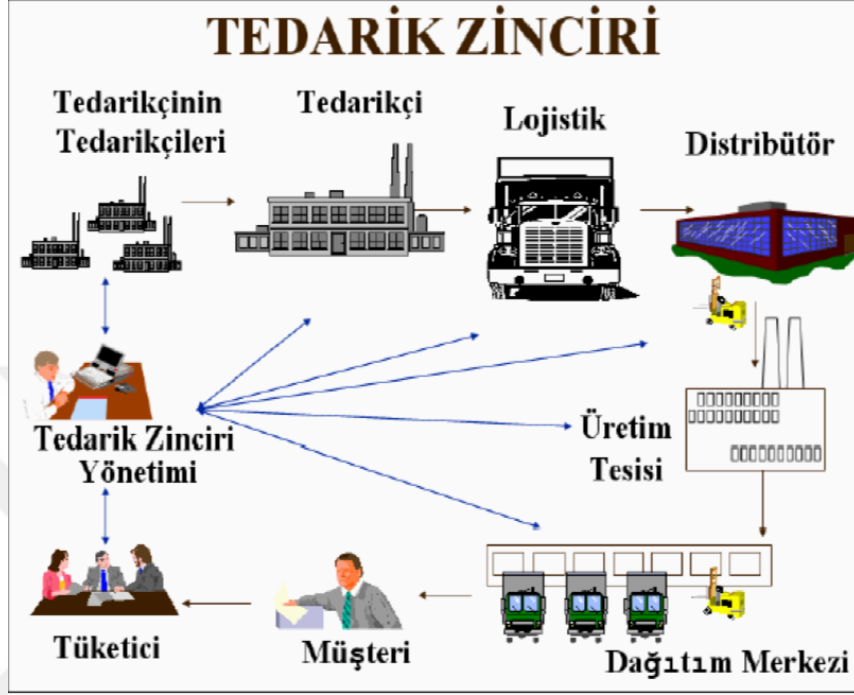 TEDARİK ZİNCİRİ
Tedarikçinin
Tedarikçileri
Tedarikçi
Lojistik
Distribütör
Tedarik Zinciri
Yönetimi
Üretim
Tesisi
Tüketici
Müşteri
Dağıtım Merkezi